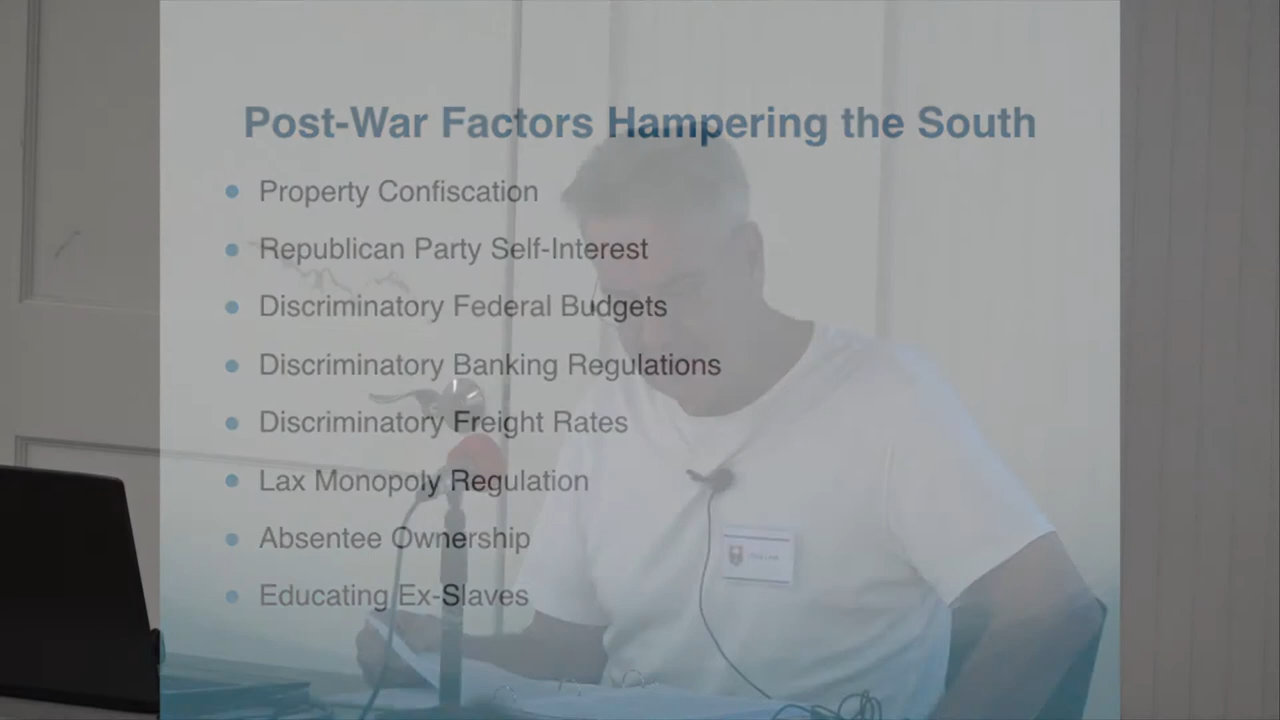 Post-War Factors Hampering the South
• Property Confiscation
• Republican Party Self-Interest
• Discriminatory Federal Budgets
• Discriminatory Banking Regulations
• Discriminatory Freight Rates
• Lax Monopoly Regulation
• Absentee Ownership
• Educating Ex-Slaves